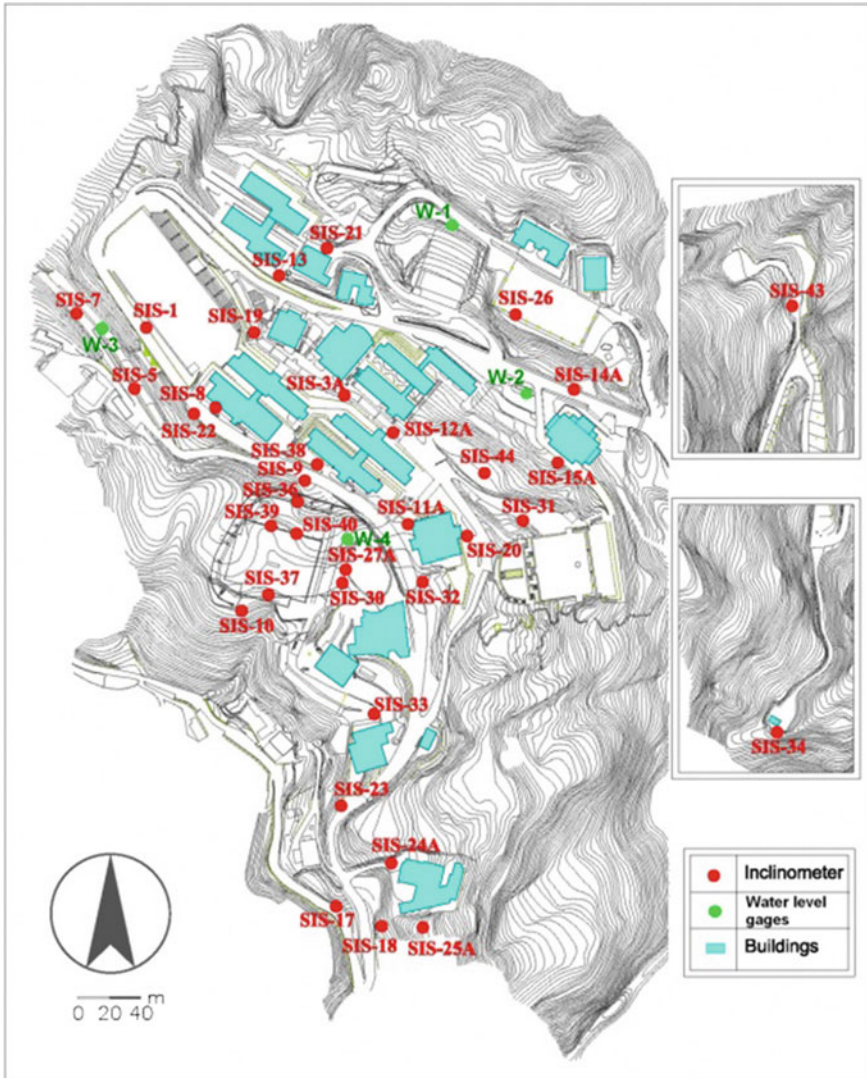 W-1
SIS-21
SIS-13
SIS-7
SIS-1
SIS-19
SIS-26
SIS-43
W-3
SIS-5
SIS-8
SIS-3A
W-2
SIS-14A
SIS-22
SIS-12A
SIS-38
SIS-9
SIS-44
SIS-15A
SIS-36
SIS-39
SIS-40
SIS-11A
SIS-31
W-4
SIS-20
SIS-27A
SIS-37
SIS-30
SIS-32
SIS-10
SIS-33
SIS-34
SIS-23
SIS-24A
SIS-17
SIS-18
SIS-25A
Inclinometer
Water level
gages
Buildings
m
0 20 40